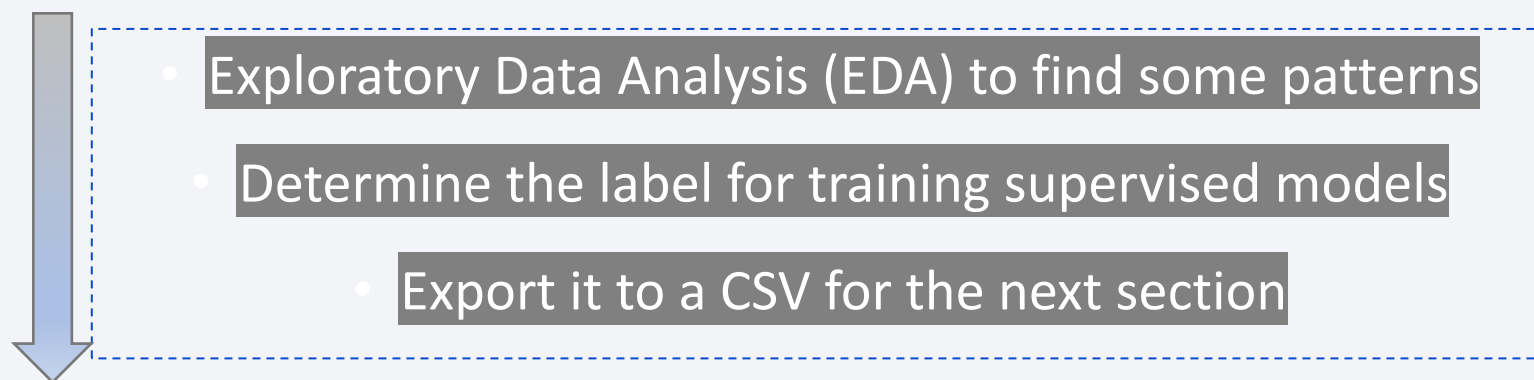 • Exploratory Data Analysis (EDA) to find some patterns
• Determine the label for training supervised models
• Export it to a CSV for the next section